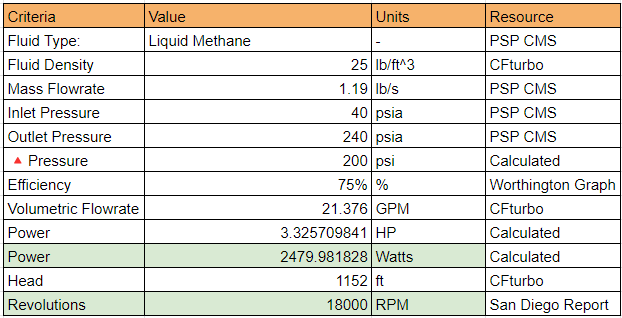 Criteria Value Units Resource
Fluid Type: Liquid Methane - PSP CMS
Fluid Density 25 lb/ft^3 CFturbo
Mass Flowrate 1.19 lb/s PSP CMS
Inlet Pressure 40 psia PSP CMS
Outlet Pressure 240 psia PSP CMS
🔺 Pressure 200 psi Calculated
Efficiency 75% % Worthington Graph
Volumetric Flowrate 21.376 GPM CFturbo
Power 3.325709841 HP Calculated
Power 2479.981828 Watts Calculated
Head 1152 ft CFturbo
Revolutions 18000 RPM San Diego Report